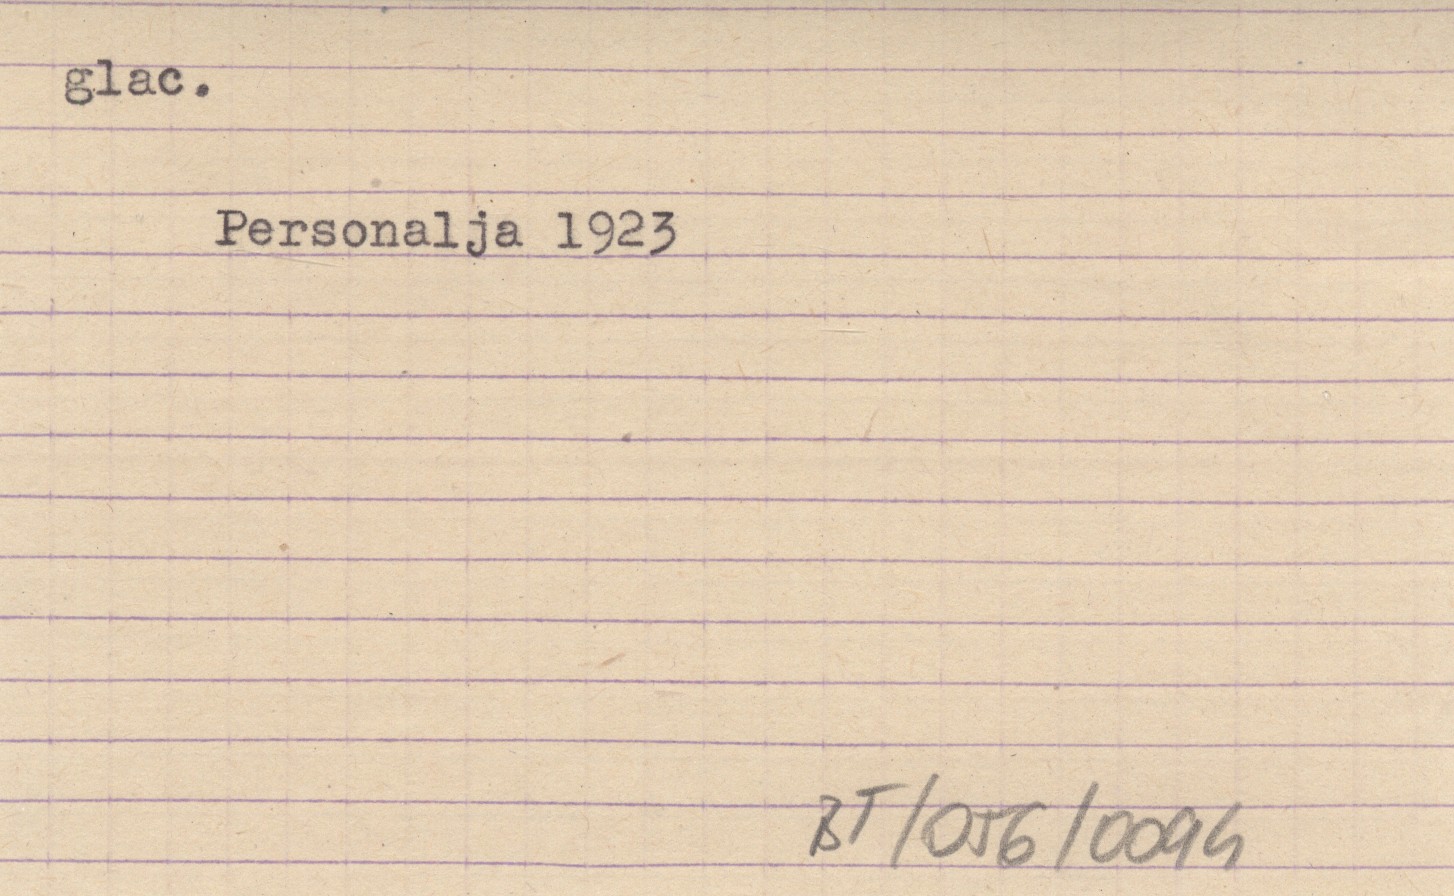 glac.
Personalja 1923
BT/056/0094